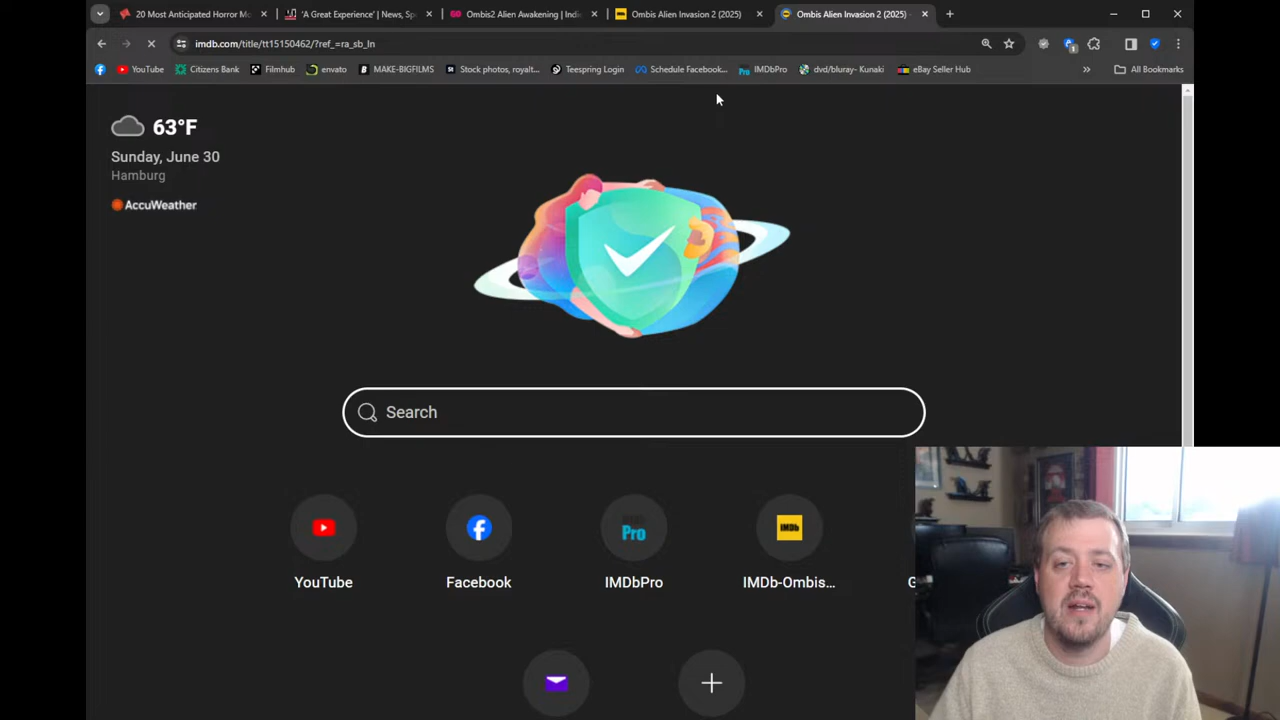 20 Most Anticipated Horror Mo
'A Great Experience' | News, Sp
Ombis2 Alien Awakening | Indie
Ombis Alien Invasion 2 (2025)
Ombis Alien Invasion 2 (2025)
imdb.com/title/tt15150462/?ref_=ra_sb_ln
YouTube
Citizens Bank
Filmhub
envato
MAKE-BIGFILMS
Stock photos, royalt...
Teespring Login
Schedule Facebook...
IMDbPro
dvd/bluray- Kunaki
eBay Seller Hub
All Bookmarks
63°F
Sunday, June 30
Hamburg
AccuWeather
Search
IMDb
Pro
YouTube
Facebook
IMDbPro
IMDb-Ombis...